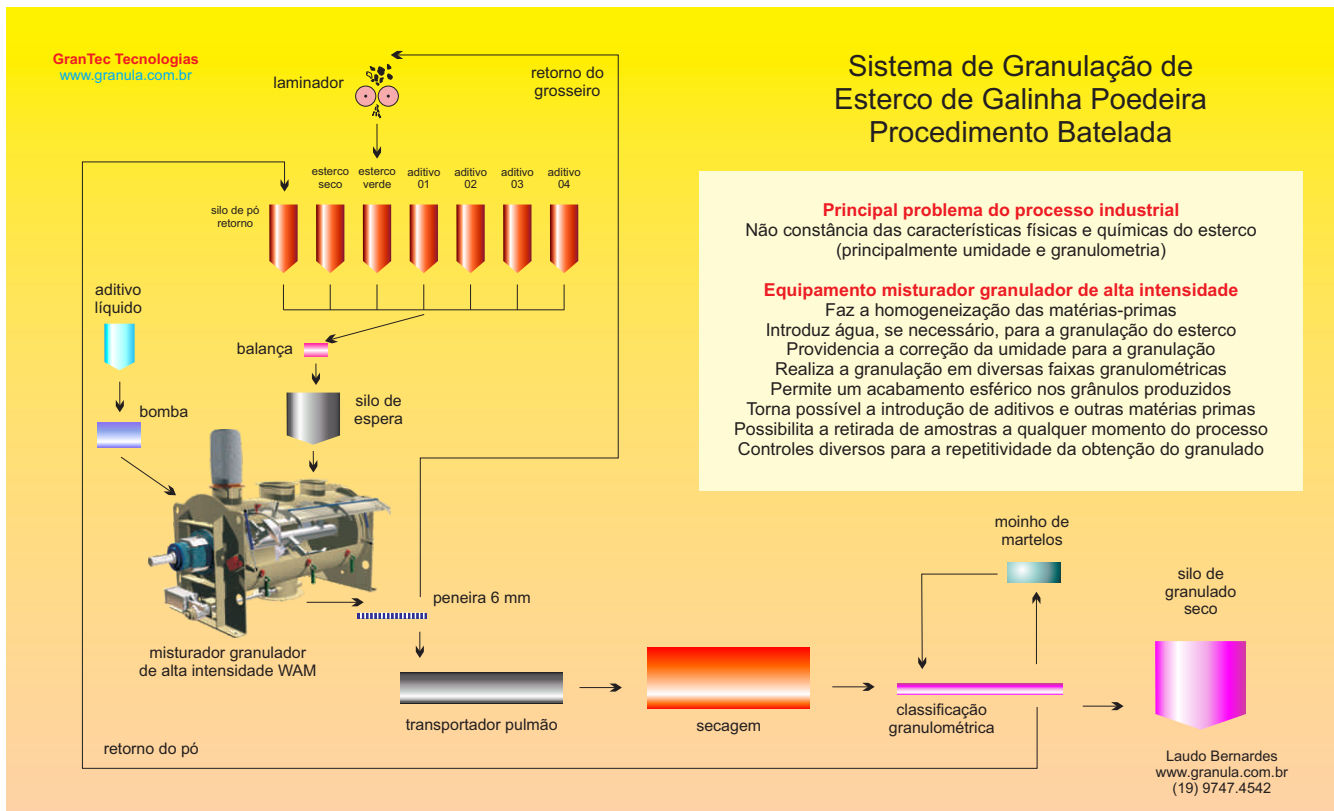 GranTec Tecnologias
www.granula.com.br
laminador
retorno do
grosseiro
Sistema de Granulação de
Esterco de Galinha Poedeira
Procedimento Batelada
silo de pó
retorno
esterco
seco
esterco
verde
aditivo
01
aditivo
02
aditivo
03
aditivo
04
Principal problema do processo industrial
Não constância das características físicas e químicas do esterco
(principalmente umidade e granulometria)
Equipamento misturador granulador de alta intensidade
Faz a homogeneização das matérias-primas
Introduz água, se necessário, para a granulação do esterco
Providencia a correção da umidade para a granulação
Realiza a granulação em diversas faixas granulométricas
Permite um acabamento esférico nos grânulos produzidos
Torna possível a introdução de aditivos e outras matérias primas
Possibilita a retirada de amostras a qualquer momento do processo
Controles diversos para a repetitividade da obtenção do granulado
aditivo
líquido
balança
bomba
silo de
espera
misturador granulador
de alta intensidade WAM
peneira 6 mm
transportador pulmão
secagem
classificação
granulométrica
moinho de
martelos
silo de
granulado
seco
retorno do pó
Laudo Bernardes
www.granula.com.br
(19) 9747.4542